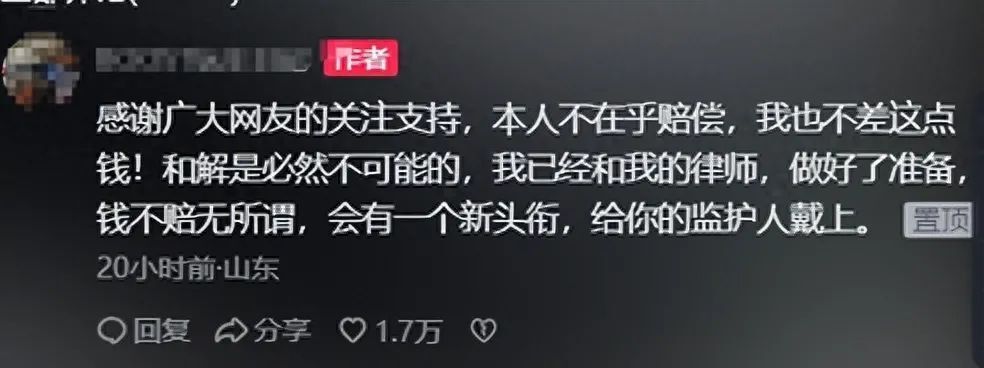 作者
感谢广大网友的关注支持，本人不在乎赔偿，我也不差这点
钱！和解是必然不可能的，我已经和我的律师，做好了准备，
钱不赔无所谓，会有一个新头衔，给你的监护人戴上。 置顶
20小时前·山东
回复 分享 1.7万